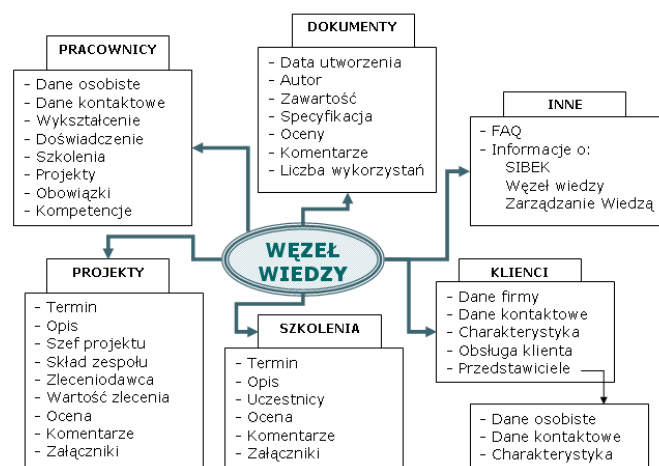 PRACOWNICY
- Dane osobiste
- Dane kontaktowe
- Wykształcenie
- Doświadczenie
- Szkolenia
- Projekty
- Obowiązki
- Kompetencje
DOKUMENTY
- Data utworzenia
- Autor
- Zawartość
- Specyfikacja
- Oceny
- Komentarze
- Liczba wykorzystań
INNE
- FAQ
- Informacje o:
SIBEK
Węzeł wiedzy
Zarządzanie Wiedzą
WĘZEŁ
WIEDZY
PROJEKTY
- Termin
- Opis
- Szef projektu
- Skład zespołu
- Zleceniodawca
- Wartość zlecenia
- Ocena
- Komentarze
- Załączniki
SZKOLENIA
- Termin
- Opis
- Uczestnicy
- Ocena
- Komentarze
- Załączniki
KLIENCI
- Dane firmy
- Dane kontaktowe
- Charakterystyka
- Obsługa klienta
- Przedstawiciele
- Dane osobiste
- Dane kontaktowe
- Charakterystyka